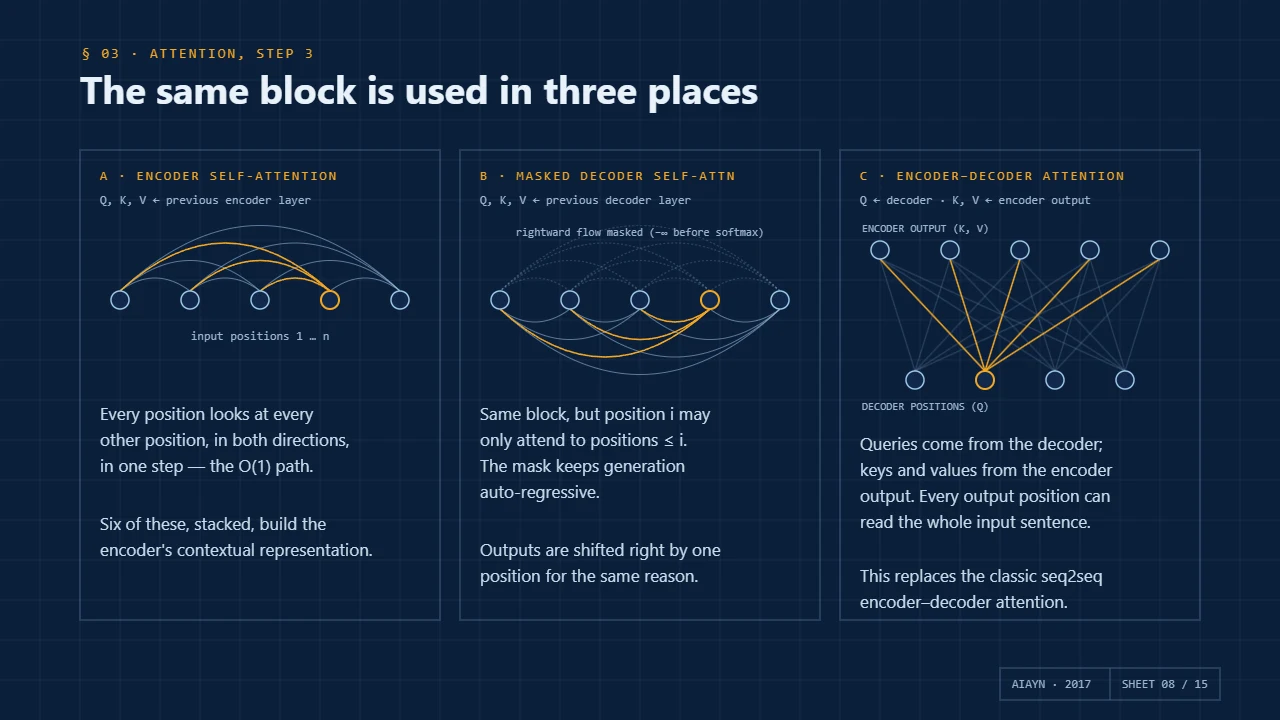 § 03 · ATTENTION, STEP 3
The same block is used in three places
A · ENCODER SELF-ATTENTION
Q, K, V ← previous encoder layer
input positions 1 … n
Every position looks at every
other position, in both directions,
in one step — the O(1) path.
Six of these, stacked, build the
encoder's contextual representation.
B · MASKED DECODER SELF-ATTN
Q, K, V ← previous decoder layer
rightward flow masked (−∞ before softmax)
Same block, but position i may
only attend to positions ≤ i.
The mask keeps generation
auto-regressive.
Outputs are shifted right by one
position for the same reason.
C · ENCODER–DECODER ATTENTION
Q ← decoder · K, V ← encoder output
ENCODER OUTPUT (K, V)
DECODER POSITIONS (Q)
Queries come from the decoder;
keys and values from the encoder
output. Every output position can
read the whole input sentence.
This replaces the classic seq2seq
encoder–decoder attention.
AIAYN · 2017
SHEET 08 / 15